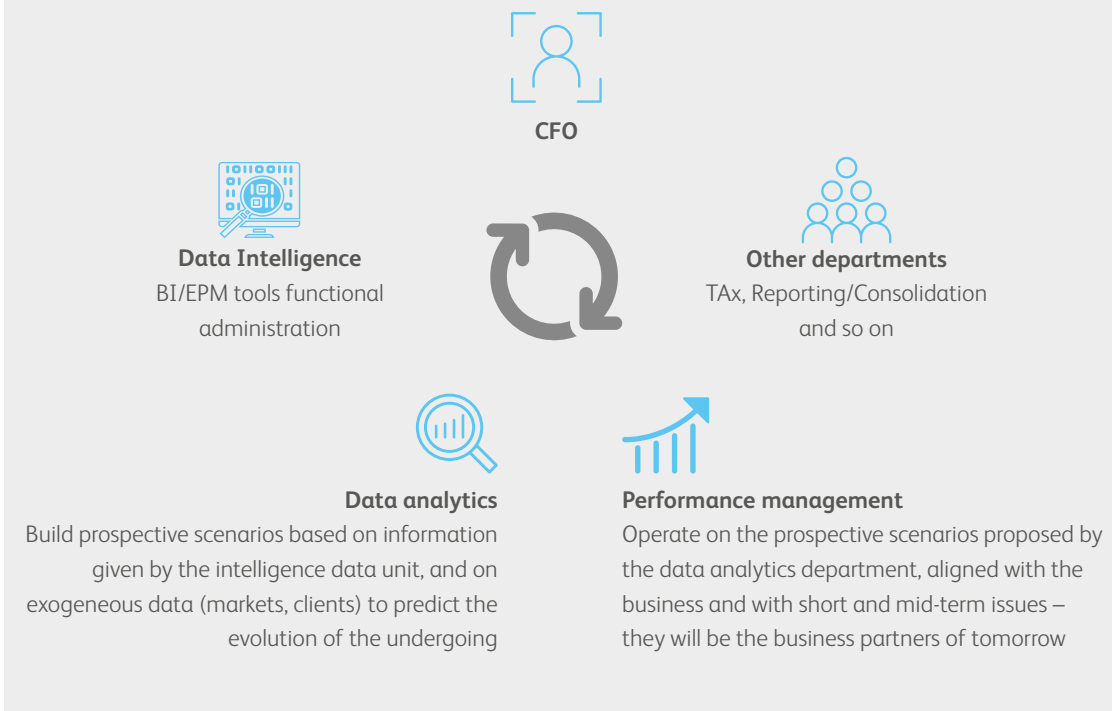 CFO
Data Intelligence
BI/EPM tools functional
administration
Other departments
TAx, Reporting/Consolidation
and so on
Data analytics
Build prospective scenarios based on information
given by the intelligence data unit, and on
exogeneous data (markets, clients) to predict the
evolution of the undergoing
Performance management
Operate on the prospective scenarios proposed by
the data analytics department, aligned with the
business and with short and mid-term issues –
they will be the business partners of tomorrow